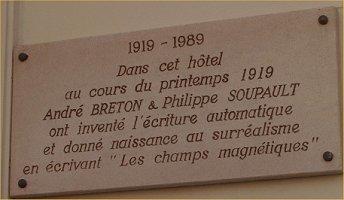 1919 - 1989
Dans cet hôtel
au cours du printemps 1919
André BRETON & Philippe SOUPAULT
ont inventé l'écriture automatique
et donné naissance au surréalisme
en écrivant "Les champs magnétiques"